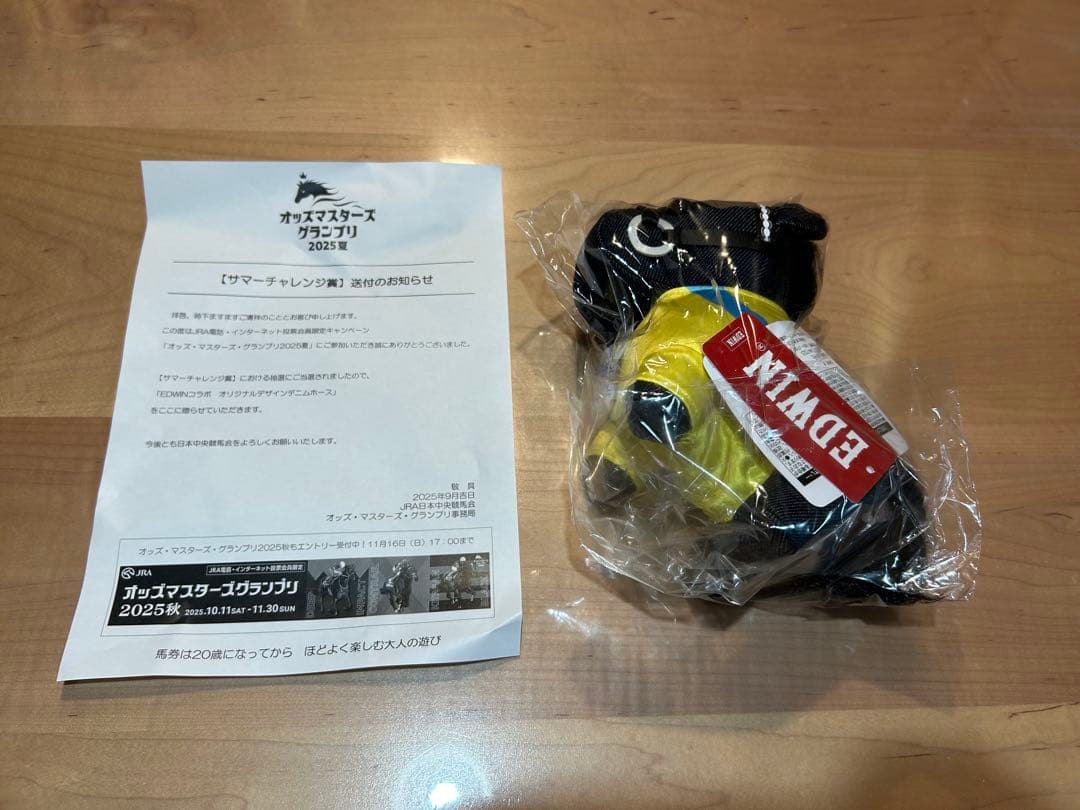 オッズマスターズ
グランプリ
2025夏
【サマーチャレンジ賞】送付のお知らせ
拝啓、時下ますますご清祥のこととお喜び申し上げます。
この度はJRA電話・インターネット投票会員限定キャンペーン
「オッズ・マスターズ・グランプリ2025夏」にご参加いただき誠にありがとうございました。
【サマーチャレンジ賞】における抽選にご当選されましたので、
「EDWINコラボ　オリジナルデザインデニムホース」
をここに贈らせていただきます。
今後とも日本中央競馬会をよろしくお願いいたします。
敬　具
2025年9月吉日
JRA日本中央競馬会
オッズ・マスターズ・グランプリ事務局
オッズ・マスターズ・グランプリ2025秋もエントリー受付中！11月16日（日）17：00まで
JRA
JRA電話・インターネット投票会員限定
オッズマスターズグランプリ
2025秋 2025.10.11SAT-11.30SUN
馬券は20歳になってから　ほどよく楽しむ大人の遊び
C
EDWIN
EDWIN